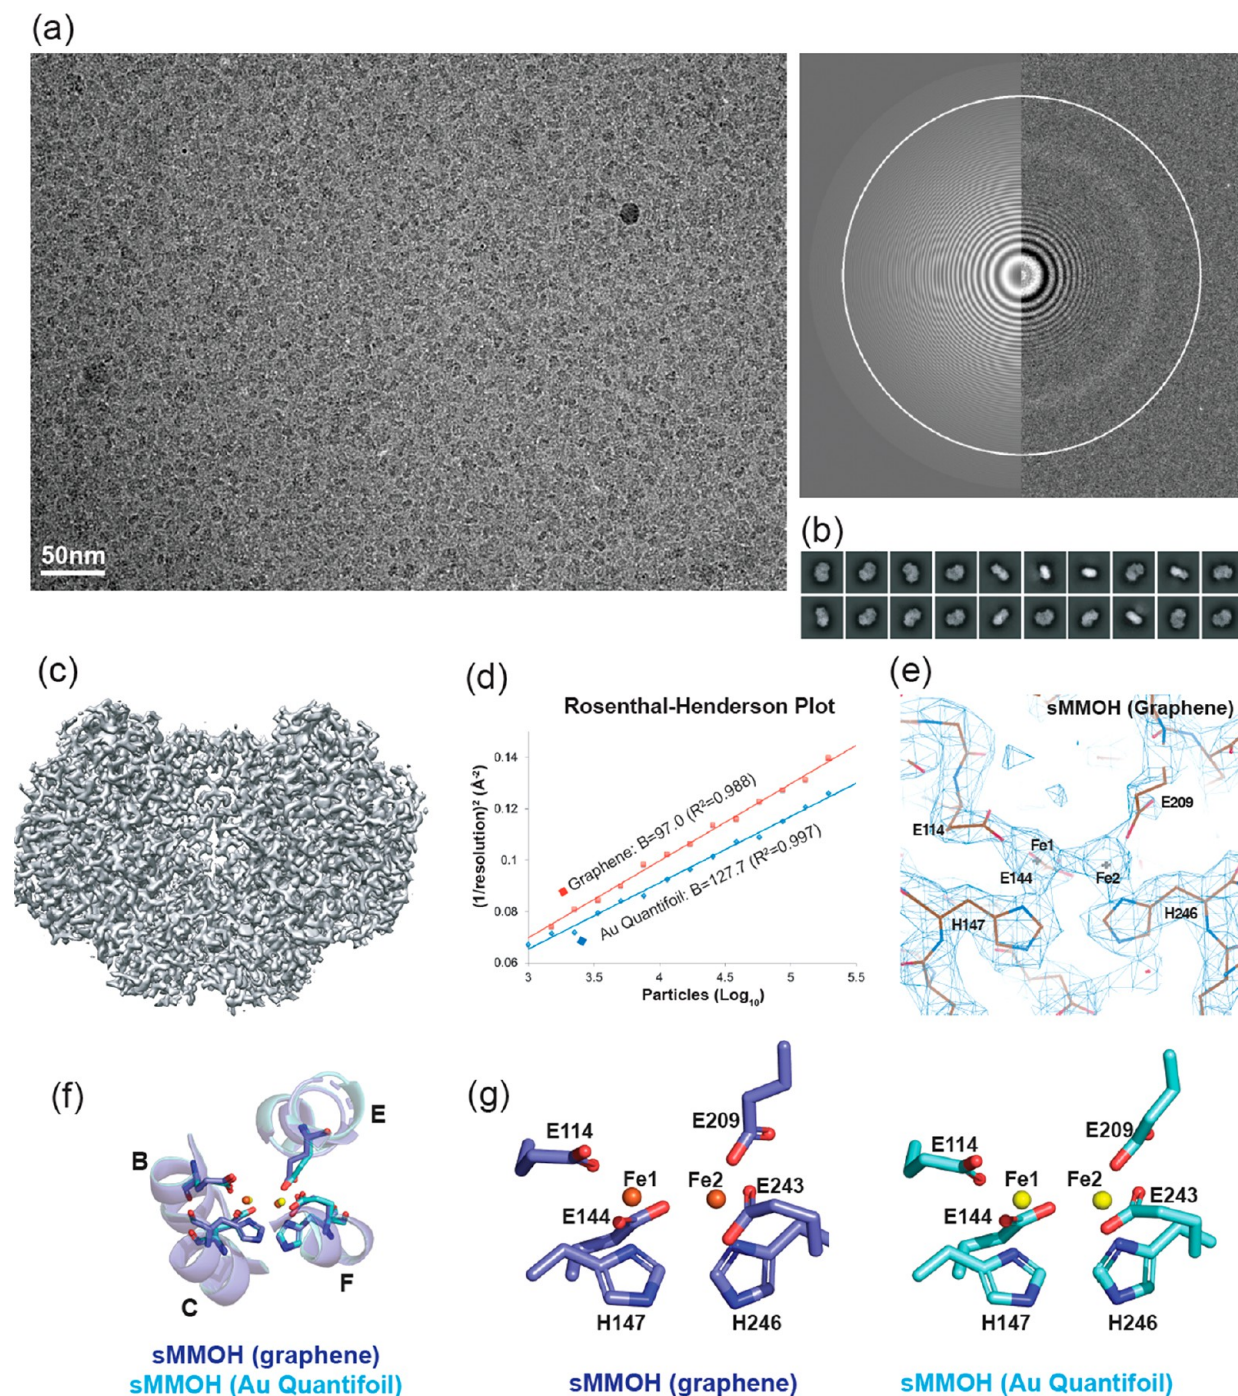 (a)
50nm
(b)
(c)
(d)
Rosenthal-Henderson Plot
(1/resolution)² (Å⁻²)
0.14
0.12
0.1
0.08
0.06
Graphene: B=97.0 (R²=0.988)
Au Quantifoil: B=127.7 (R²=0.997)
3
3.5
4
4.5
5
5.5
Particles (Log₁₀)
(e)
sMMOH (Graphene)
E209
E114
Fe1
E144
Fe2
H147
H246
(f)
E
B
F
C
sMMOH (graphene)
sMMOH (Au Quantifoil)
(g)
E209
E114
Fe1
Fe2
E243
E144
H147
H246
sMMOH (graphene)
E209
E114
Fe1
Fe2
E243
E144
H147
H246
sMMOH (Au Quantifoil)